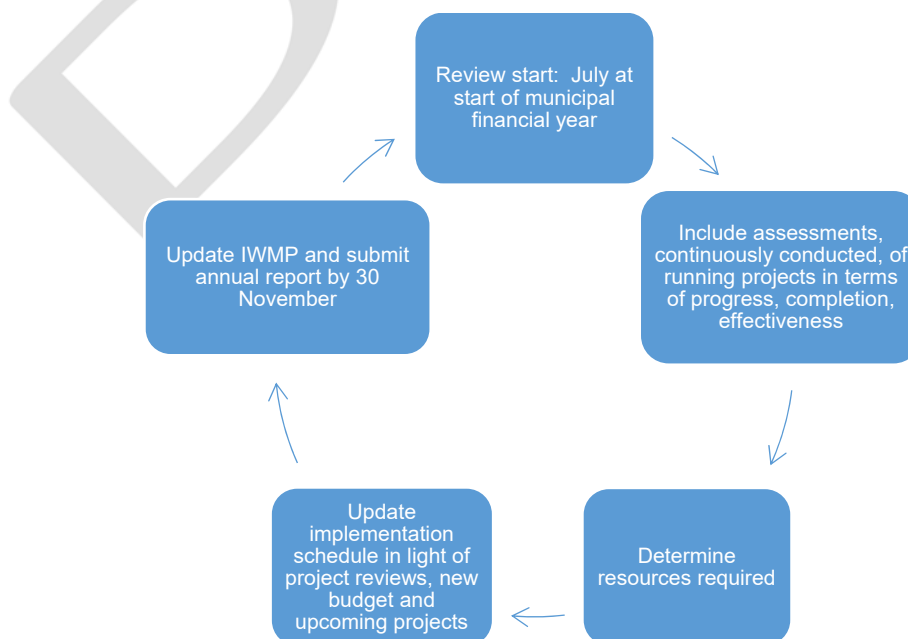 Review start: July at
start of municipal
financial year
Include assessments,
continuously conducted, of
running projects in terms
of progress, completion,
effectiveness
Determine
resources required
Update
implementation
schedule in light of
project reviews, new
budget and
upcoming projects
Update IWMP and submit
annual report by 30
November